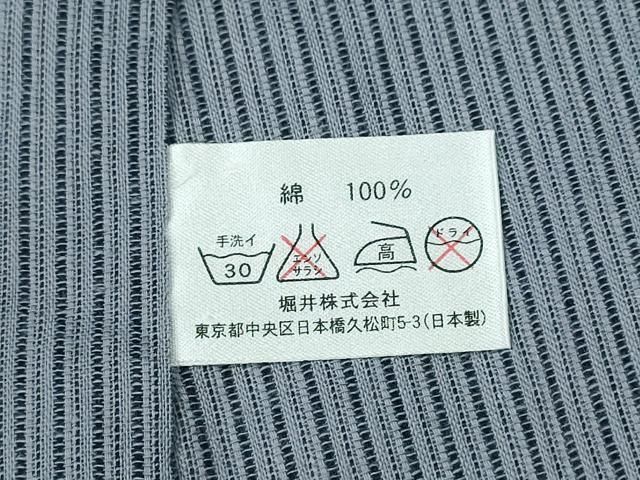 綿 100%
手洗イ
30
エンソ
サラシ
高
ドライ
堀井株式会社
東京都中央区日本橋久松町5-3(日本製)